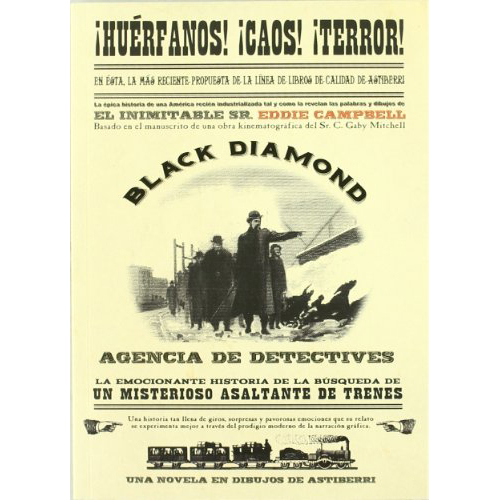 ¡HUÉRFANOS! ¡CAOS! ¡TERROR!
EN ÉSTA, LA MÁS RECIENTE PROPUESTA DE LA LÍNEA DE LIBROS DE CALIDAD DE ASTIBERRI
La épica historia de una América recién industrializada tal y como la revelan las palabras y dibujos de
EL INIMITABLE SR. EDDIE CAMPBELL
Basado en el manuscrito de una obra kinematográfica del Sr. C. Gaby Mitchell
BLACK DIAMOND
AGENCIA DE DETECTIVES
LA EMOCIONANTE HISTORIA DE LA BÚSQUEDA DE
UN MISTERIOSO ASALTANTE DE TRENES
Una historia tan llena de giros, sorpresas y pavorosas emociones que su relato
se experimenta mejor a través del prodigio moderno de la narración gráfica.
UNA NOVELA EN DIBUJOS DE ASTIBERRI